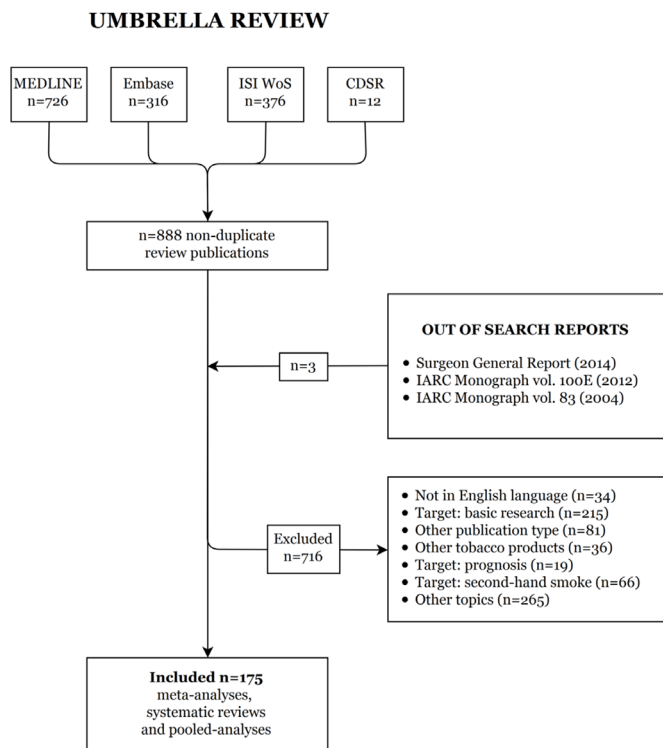 UMBRELLA REVIEW
MEDLINE
n=726
Embase
n=316
ISI WoS
n=376
CDSR
n=12
n=888 non-duplicate
review publications
OUT OF SEARCH REPORTS
• Surgeon General Report (2014)
• IARC Monograph vol. 100E (2012)
• IARC Monograph vol. 83 (2004)
n=3
• Not in English language (n=34)
• Target: basic research (n=215)
• Other publication type (n=81)
• Other tobacco products (n=36)
• Target: prognosis (n=19)
• Target: second-hand smoke (n=66)
• Other topics (n=265)
Excluded
n=716
Included n=175
meta-analyses,
systematic reviews
and pooled-analyses